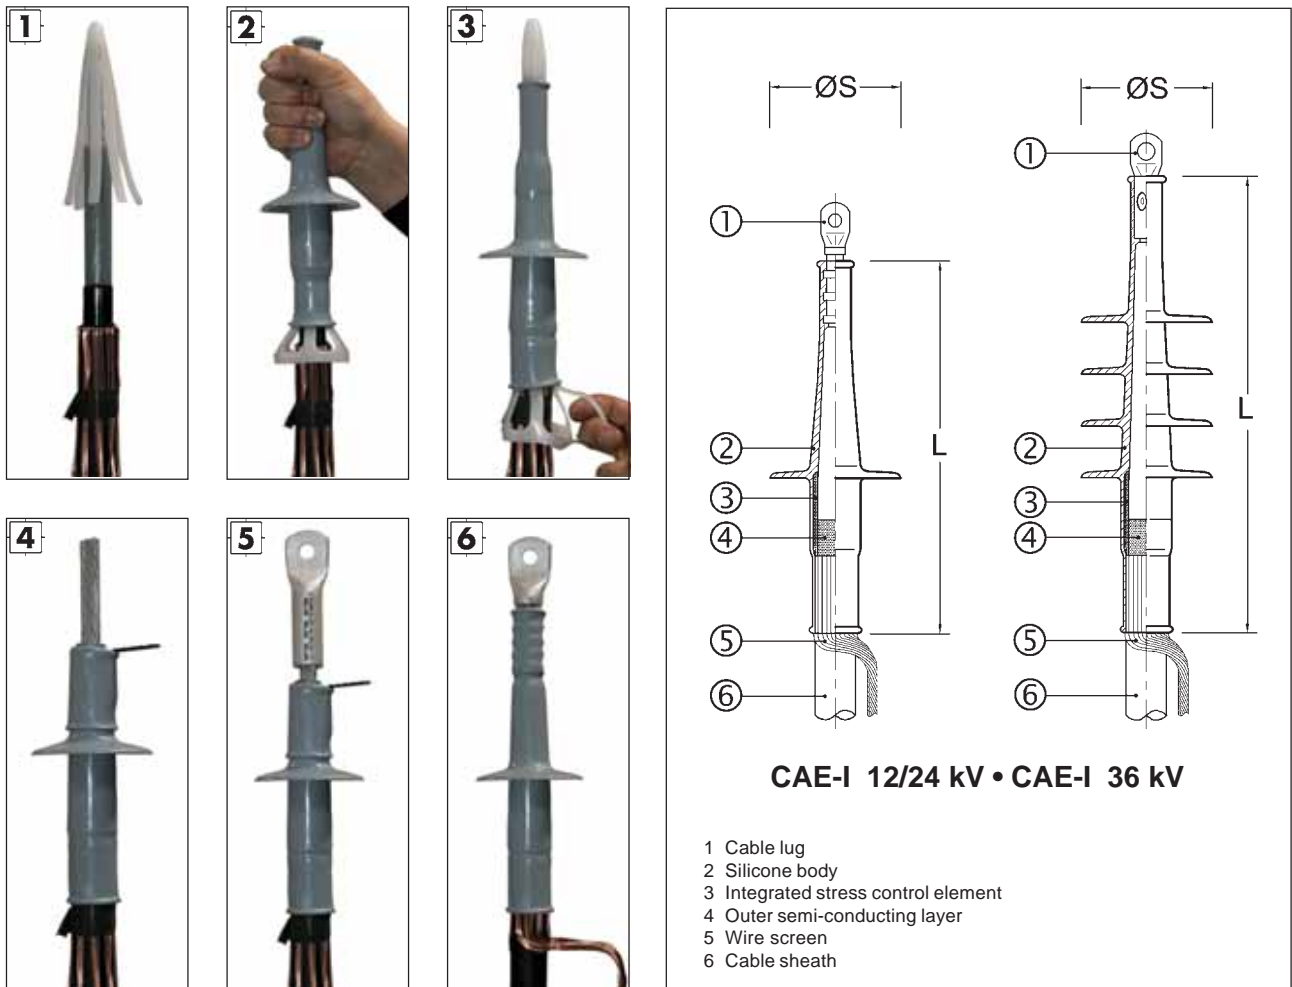 1
2
3
4
5
6
ØS
ØS
1
1
L
L
2
2
3
3
4
4
5
5
6
6
CAE-I 12/24 kV • CAE-I 36 kV
1 Cable lug
2 Silicone body
3 Integrated stress control element
4 Outer semi-conducting layer
5 Wire screen
6 Cable sheath